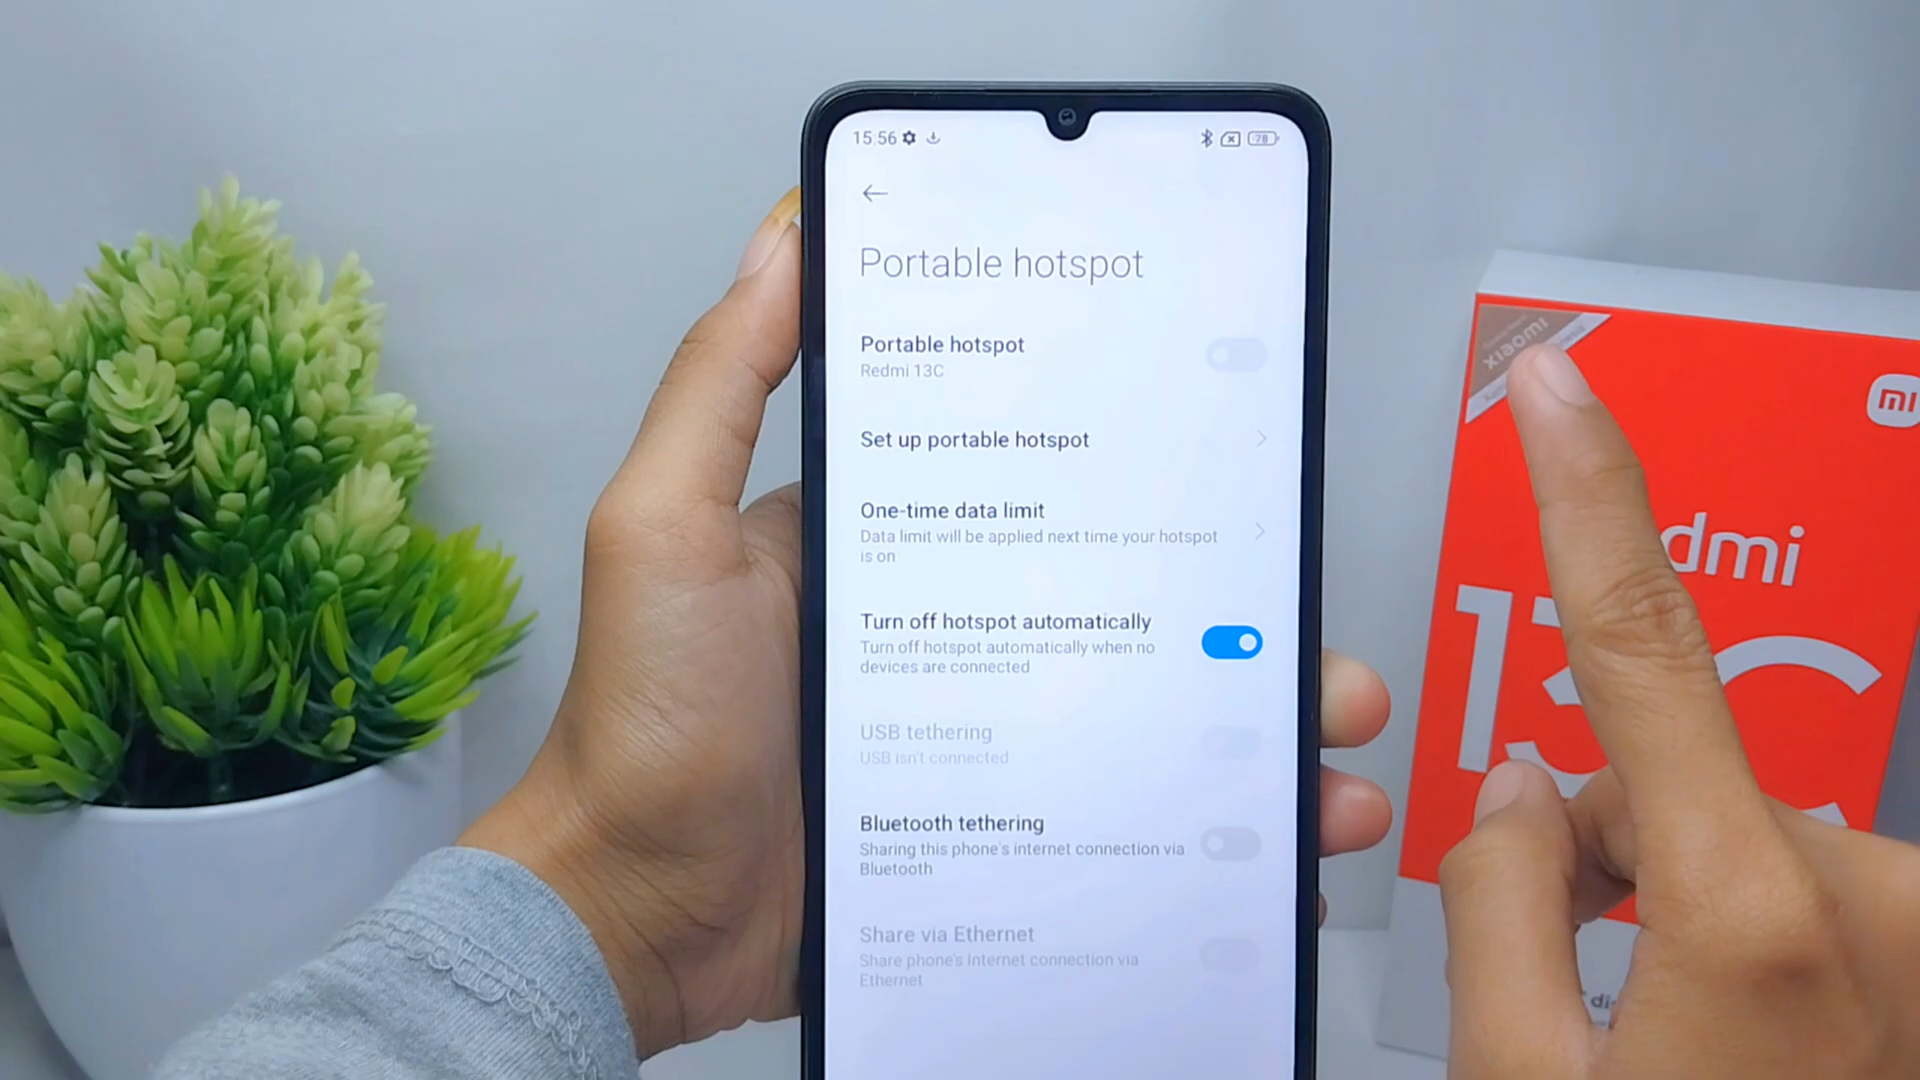 15:56
78
Portable hotspot
Portable hotspot
Redmi 13C
Set up portable hotspot
One-time data limit
Data limit will be applied next time your hotspot
is on
Turn off hotspot automatically
Turn off hotspot automatically when no
devices are connected
USB tethering
USB isn't connected
Bluetooth tethering
Sharing this phone's internet connection via
Bluetooth
Share via Ethernet
Share phone's Internet connection via
Ethernet
xiaomi
mi
dmi
13C